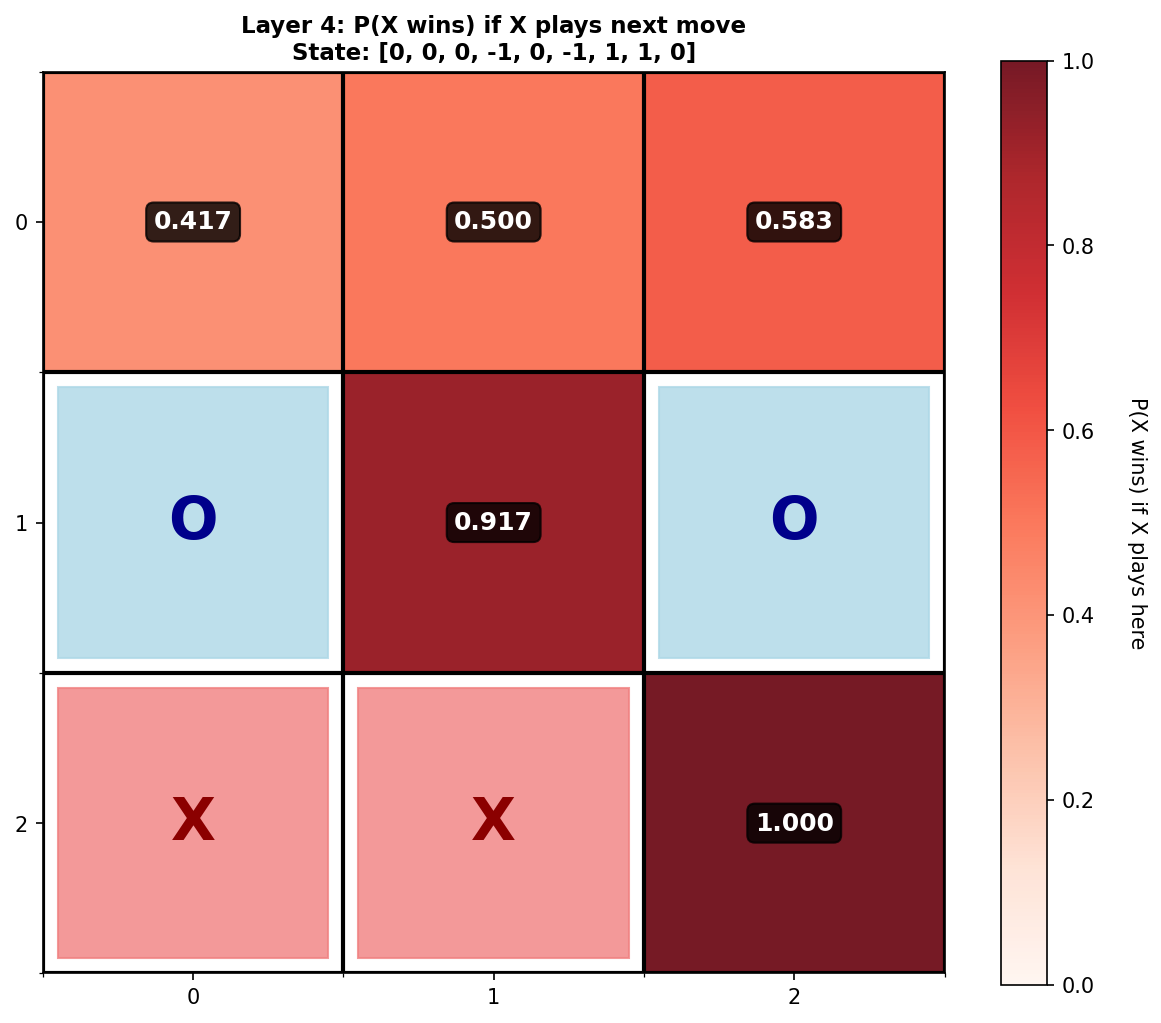 Layer 4: P(X wins) if X plays next move
State: [0, 0, 0, -1, 0, -1, 1, 1, 0]
0.417 0.500 0.583
O 0.917 O
X X 1.000
0
1
2
0 1 2
1.0
0.8
0.6
0.4
0.2
0.0
P(X wins) if X plays here